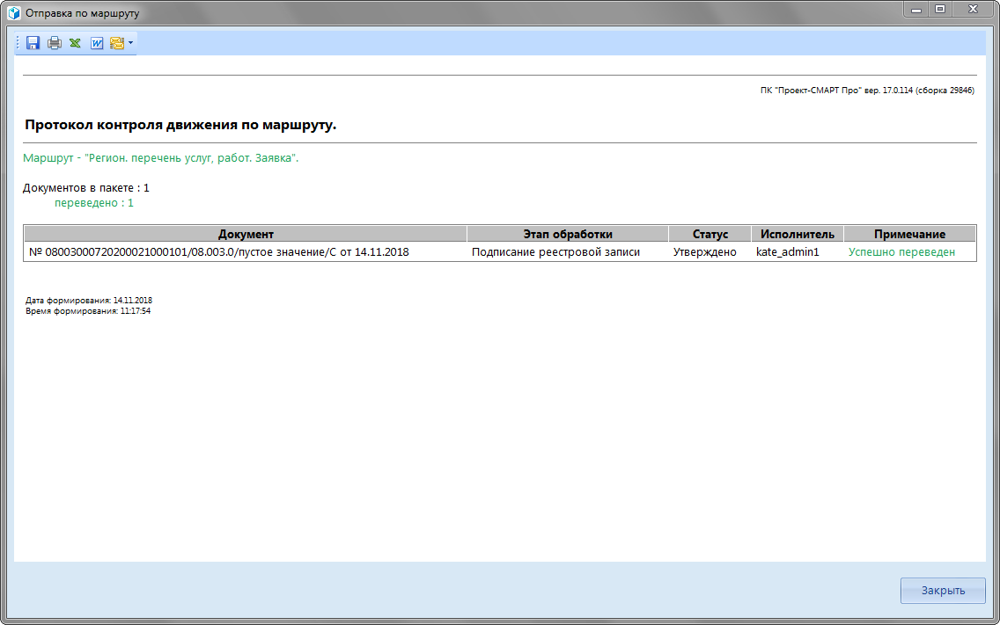 Отправка по маршруту
ПК "Проект-СМАРТ Про" вер. 17.0.114 (сборка 29846)
Протокол контроля движения по маршруту.
Маршрут - "Регион. перечень услуг, работ. Заявка".
Документов в пакете : 1
переведено : 1
Документ Этап обработки Статус Исполнитель Примечание
№ 08003000720200021000101/08.003.0/пустое значение/С от 14.11.2018 Подписание реестровой записи Утверждено kate_admin1 Успешно переведен
Дата формирования: 14.11.2018
Время формирования: 11:17:54
Закрыть